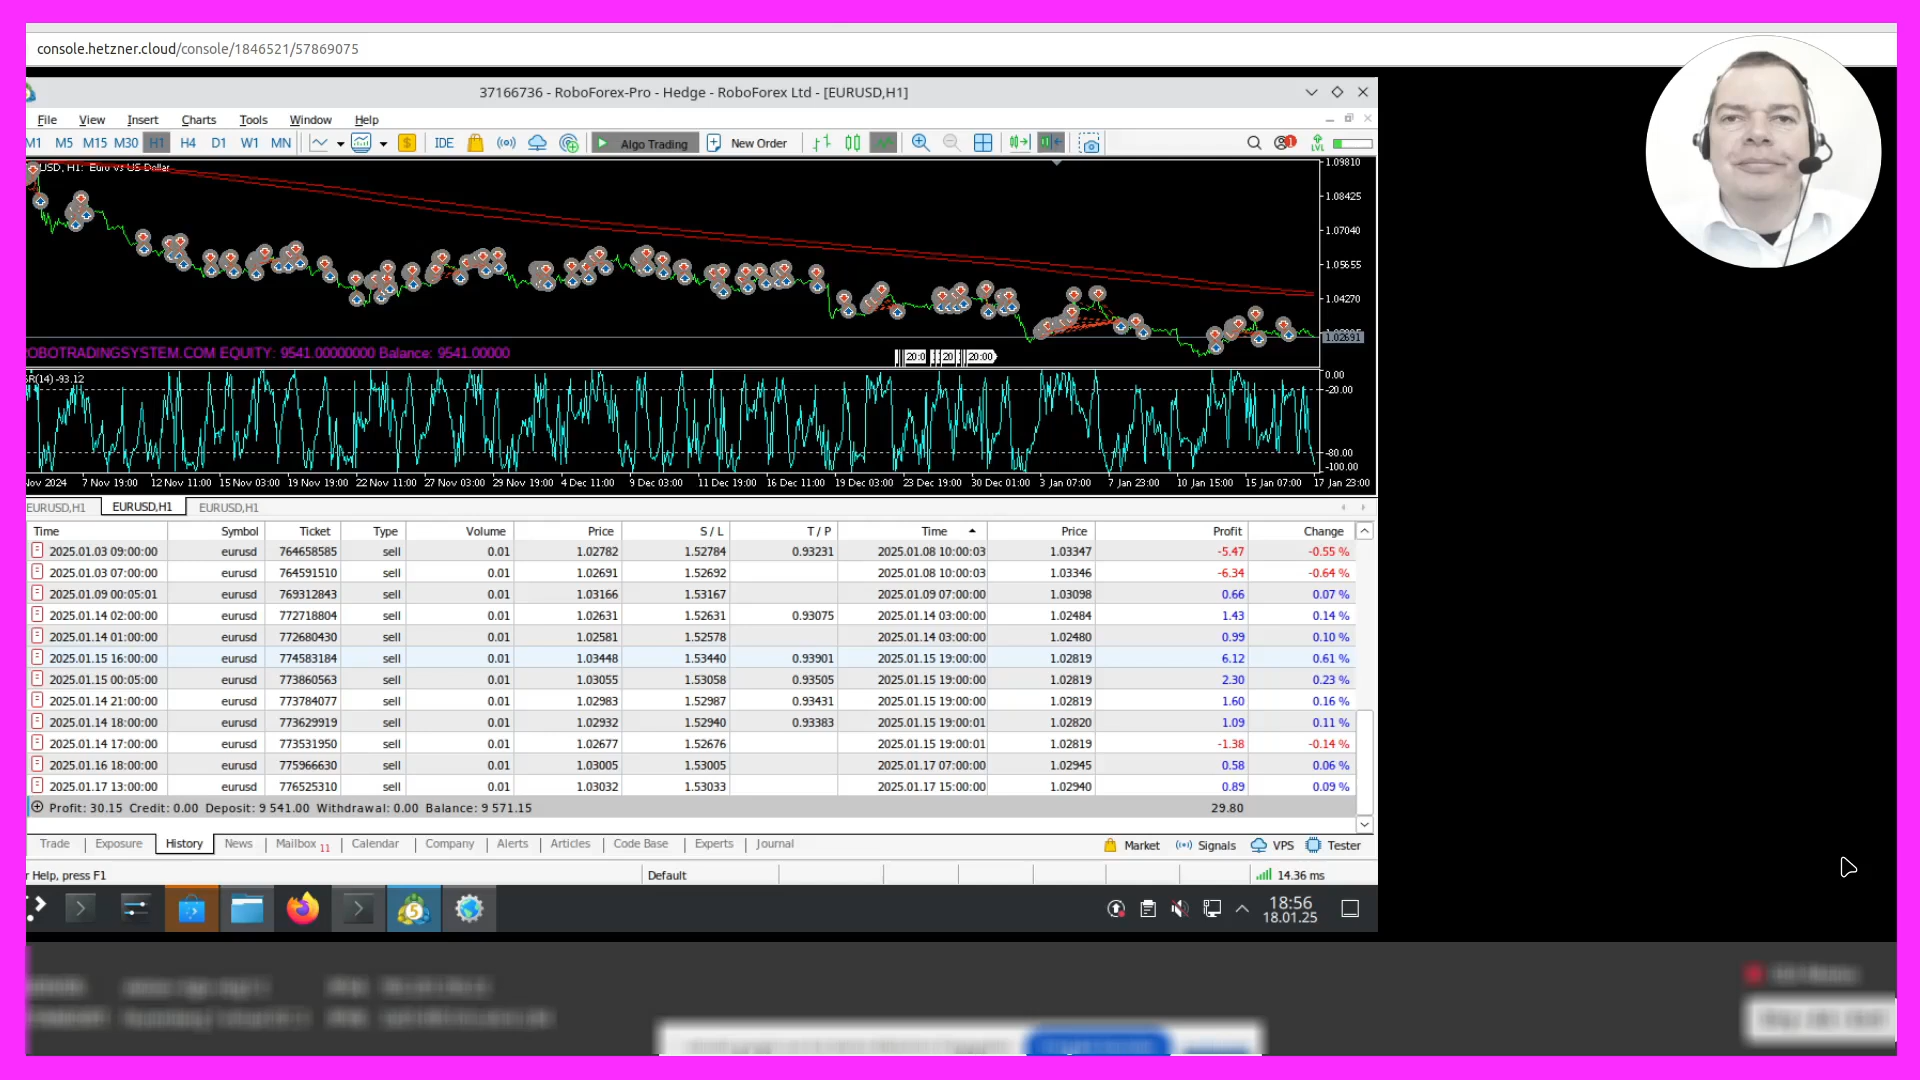 console.hetzner.cloud/console/1846521/57869075
37166736 - RoboForex-Pro - Hedge - RoboForex Ltd - [EURUSD,H1]
File View Insert Charts Tools Window Help
M1 M5 M15 M30 H1 H4 D1 W1 MN IDE Algo Trading New Order LVL
USD, H1: Euro vs US Dollar
1.09810
1.08425
1.07040
1.05655
1.04270
1.02891
OBOTRADINGSYSTEM.COM EQUITY: 9541.00000000 Balance: 9541.00000
20:0 20 20:00
R(14) -93.12
0.00
-20.00
-80.00
-100.00
Nov 2024 7 Nov 19:00 12 Nov 11:00 15 Nov 03:00 19 Nov 19:00 22 Nov 11:00 27 Nov 03:00 29 Nov 19:00 4 Dec 11:00 9 Dec 03:00 11 Dec 19:00 16 Dec 11:00 19 Dec 03:00 23 Dec 19:00 30 Dec 01:00 3 Jan 07:00 7 Jan 23:00 10 Jan 15:00 15 Jan 07:00 17 Jan 23:00
EURUSD,H1 EURUSD,H1 EURUSD,H1
Time Symbol Ticket Type Volume Price S / L T / P Time Price Profit Change
2025.01.03 09:00:00 eurusd 764658585 sell 0.01 1.02782 1.52784 0.93231 2025.01.08 10:00:03 1.03347 -5.47 -0.55 %
2025.01.03 07:00:00 eurusd 764591510 sell 0.01 1.02691 1.52692 2025.01.08 10:00:03 1.03346 -6.34 -0.64 %
2025.01.09 00:05:01 eurusd 769312843 sell 0.01 1.03166 1.53167 2025.01.09 07:00:00 1.03098 0.66 0.07 %
2025.01.14 02:00:00 eurusd 772718804 sell 0.01 1.02631 1.52631 0.93075 2025.01.14 03:00:00 1.02484 1.43 0.14 %
2025.01.14 01:00:00 eurusd 772680430 sell 0.01 1.02581 1.52578 2025.01.14 03:00:00 1.02480 0.99 0.10 %
2025.01.15 16:00:00 eurusd 774583184 sell 0.01 1.03448 1.53440 0.93901 2025.01.15 19:00:00 1.02819 6.12 0.61 %
2025.01.15 00:05:00 eurusd 773860563 sell 0.01 1.03055 1.53058 0.93505 2025.01.15 19:00:00 1.02819 2.30 0.23 %
2025.01.14 21:00:00 eurusd 773784077 sell 0.01 1.02983 1.52987 0.93431 2025.01.15 19:00:00 1.02819 1.60 0.16 %
2025.01.14 18:00:00 eurusd 773629919 sell 0.01 1.02932 1.52940 0.93383 2025.01.15 19:00:01 1.02820 1.09 0.11 %
2025.01.14 17:00:00 eurusd 773531950 sell 0.01 1.02677 1.52676 2025.01.15 19:00:01 1.02819 -1.38 -0.14 %
2025.01.16 18:00:00 eurusd 775966630 sell 0.01 1.03005 1.53005 2025.01.17 07:00:00 1.02945 0.58 0.06 %
2025.01.17 13:00:00 eurusd 776525310 sell 0.01 1.03032 1.53033 2025.01.17 15:00:00 1.02940 0.89 0.09 %
Profit: 30.15 Credit: 0.00 Deposit: 9 541.00 Withdrawal: 0.00 Balance: 9 571.15 29.80
Trade Exposure History News Mailbox 11 Calendar Company Alerts Articles Code Base Experts Journal Market Signals VPS Tester
r Help, press F1 Default 14.36 ms
18:56
18.01.25